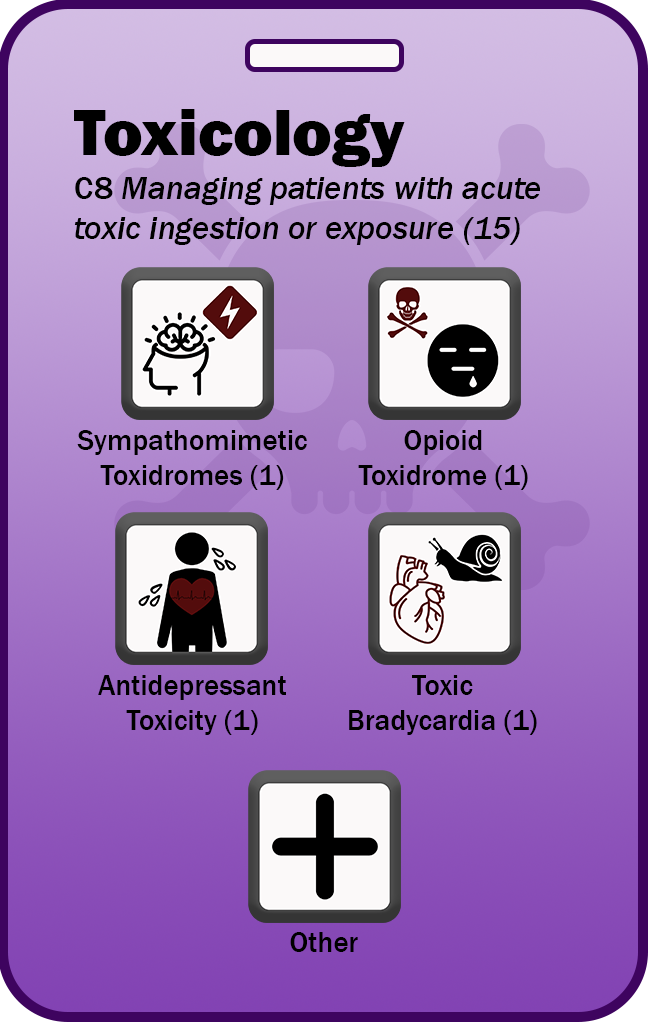 Toxicology
C8 Managing patients with acute
toxic ingestion or exposure (15)
Sympathomimetic
Toxidromes (1)
Opioid
Toxidrome (1)
Antidepressant
Toxicity (1)
Toxic
Bradycardia (1)
Other